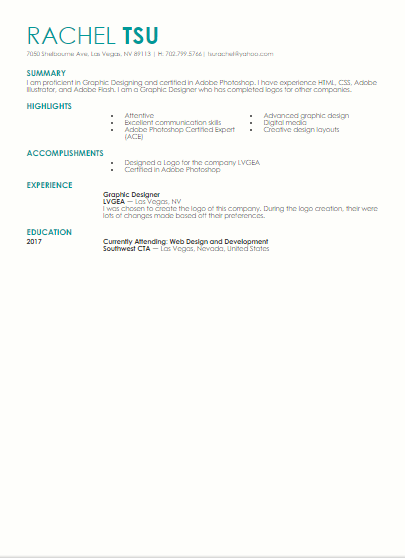 RACHEL TSU
7050 Shelbourne Ave. Las Vegas, NV 89113 | H: 702.799.5766| tsurachel@yahoo.com
SUMMARY
I am proficient in Graphic Designing and certified in Adobe Photoshop. I have experience HTML, CSS, Adobe
Illustrator, and Adobe Flash. I am a Graphic Designer who has completed logos for other companies.
HIGHLIGHTS
• Attentive
• Excellent communication skills
• Adobe Photoshop Certified Expert
(ACE)
• Advanced graphic design
• Digital media
• Creative design layouts
ACCOMPLISHMENTS
• Designed a Logo for the company LVGEA
• Certified in Adobe Photoshop
EXPERIENCE
Graphic Designer
LVGEA — Las Vegas, NV
I was chosen to create the logo of this company. During the logo creation, their were
lots of changes made based off their preferences.
EDUCATION
2017 Currently Attending: Web Design and Development
Southwest CTA — Las Vegas, Nevada, United States